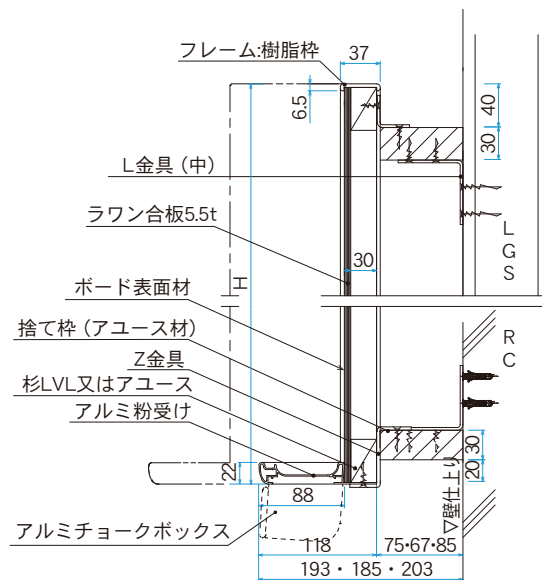 フレーム:樹脂枠
37
6.5
40
30
L金具（中）
ラワン合板5.5t
30
LGS
H
ボード表面材
捨て枠（アユース材）
Z金具
杉LVL又はアユース
アルミ粉受け
RC
30
20
22
88
▽壁仕上り
アルミチョークボックス
118
75・67・85
193・185・203